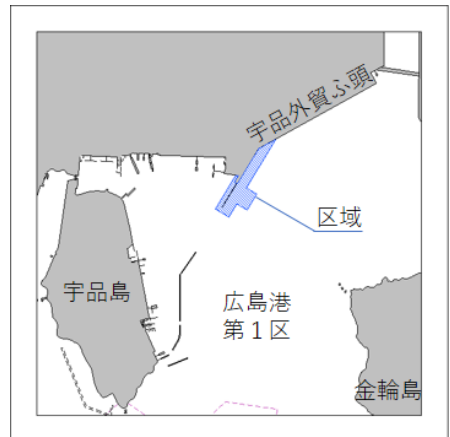 宇品外貿ふ頭
区域
宇品島
広島港
第１区
金輪島